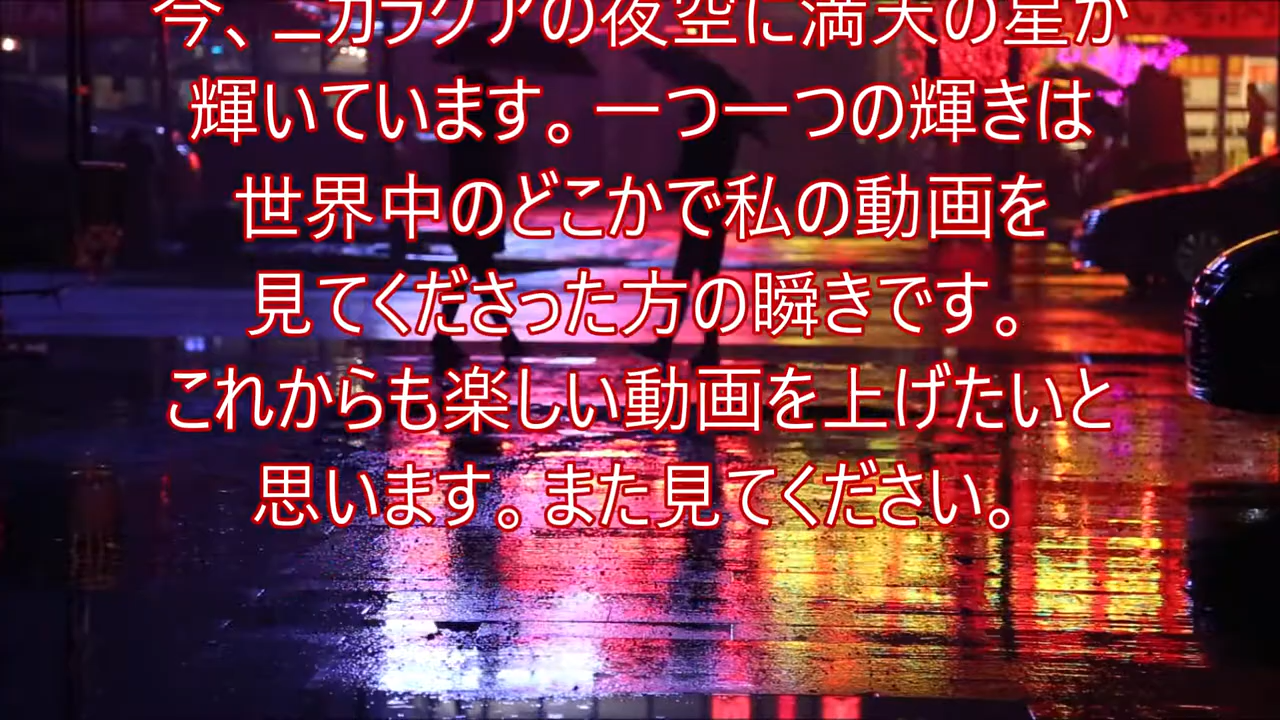 今、ニカラグアの夜空に満天の星が
輝いています。一つ一つの輝きは
世界中のどこかで私の動画を
見てくださった方の瞬きです。
これからも楽しい動画を上げたいと
思います。また見てください。